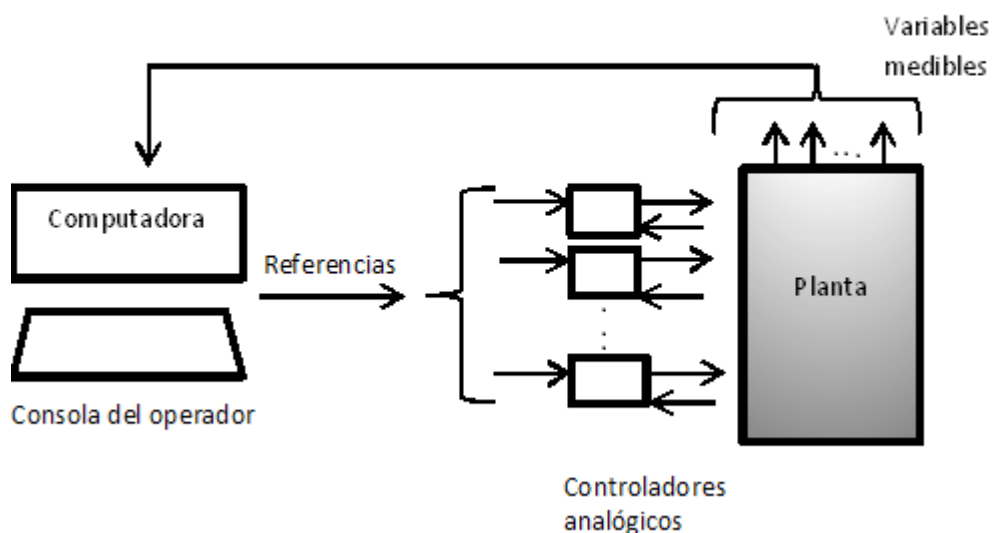 Variables
medibles
Computadora
Referencias
Planta
Consola del operador
Controladores
analógicos